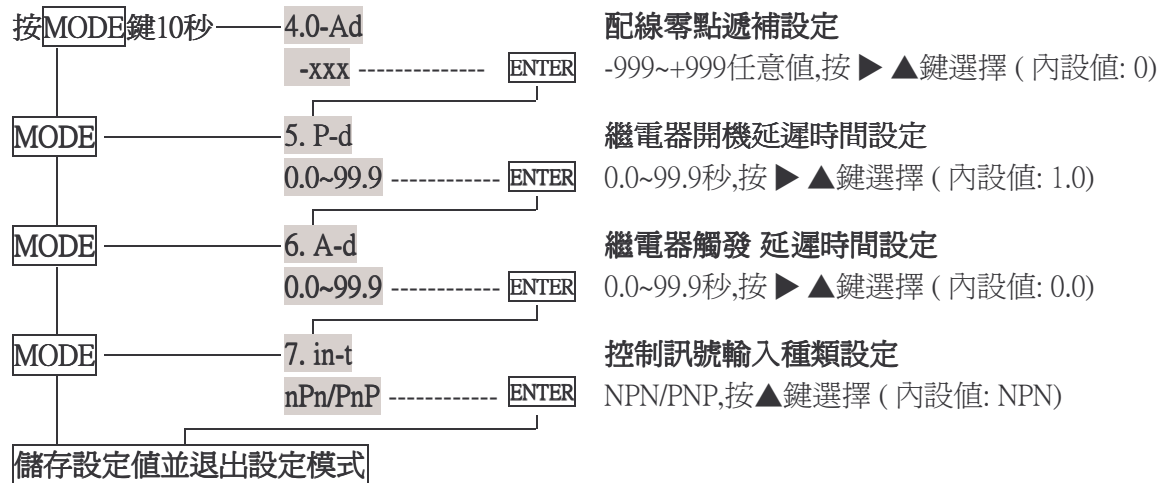 按MODE鍵10秒 4.0-Ad 配線零點遞補設定
-xxx ENTER -999~+999任意值,按 ▶ ▲鍵選擇 ( 內設值: 0)
MODE 5. P-d 繼電器開機延遲時間設定
0.0~99.9 ENTER 0.0~99.9秒,按 ▶ ▲鍵選擇 ( 內設值: 1.0)
MODE 6. A-d 繼電器觸發 延遲時間設定
0.0~99.9 ENTER 0.0~99.9秒,按 ▶ ▲鍵選擇 ( 內設值: 0.0)
MODE 7. in-t 控制訊號輸入種類設定
nPn/PnP ENTER NPN/PNP,按▲鍵選擇 ( 內設值: NPN)
儲存設定值並退出設定模式